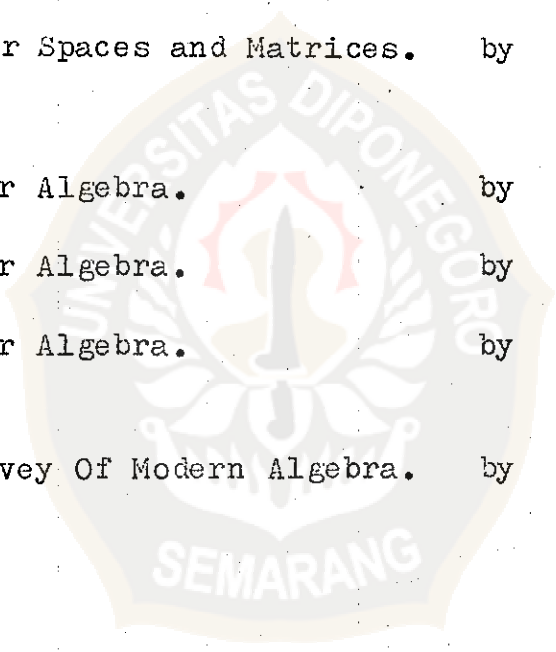 r Spaces and Matrices. by
r Algebra. by
r Algebra. by
r Algebra. by
vey Of Modern Algebra. by
UNIVERSITAS DIPONEGORO
SEMARANG